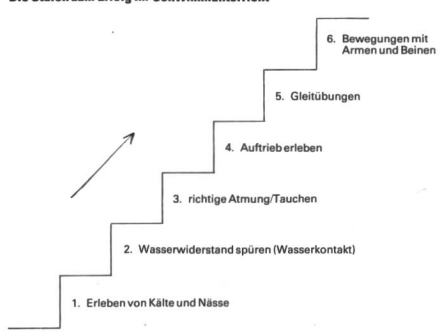 6. Bewegungen mit
Armen und Beinen
5. Gleitübungen
4. Auftrieb erleben
3. richtige Atmung/Tauchen
2. Wasserwiderstand spüren (Wasserkontakt)
1. Erleben von Kälte und Nässe